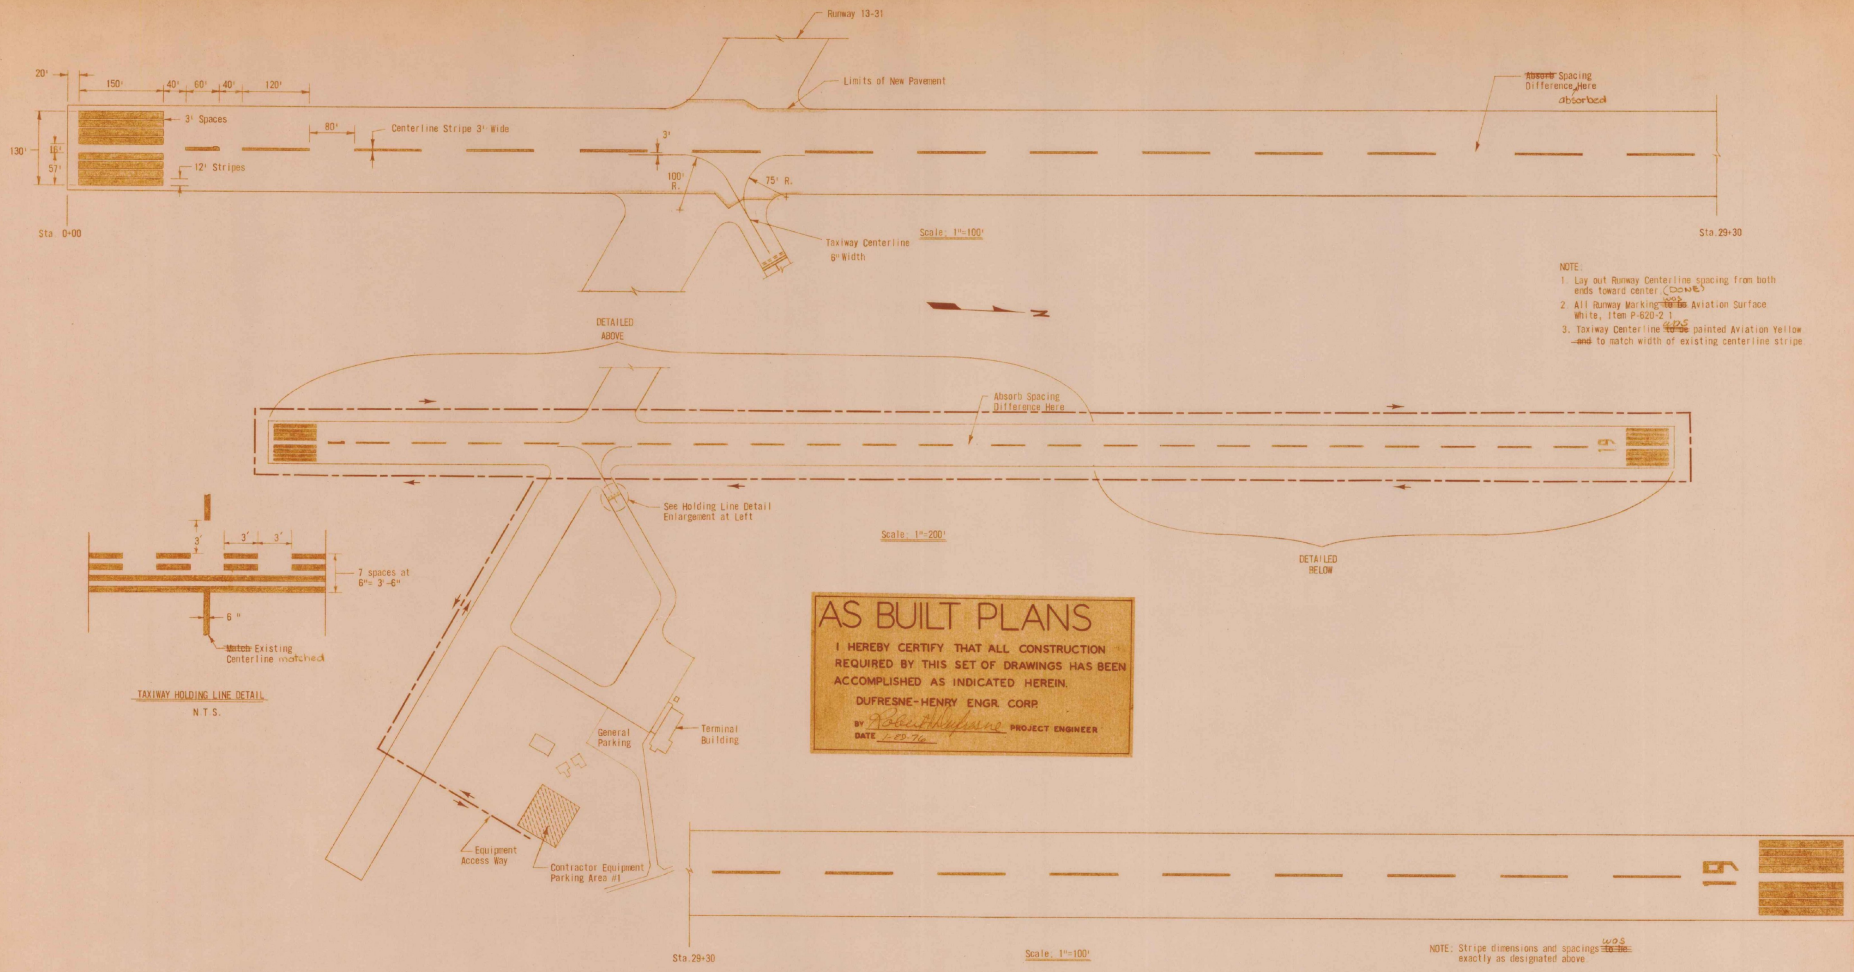 Runway 13-31
Limits of New Pavement
20'
150'
40'
60'
40'
120'
Absorb Spacing
Difference Here
absorbed
3' Spaces
80'
Centerline Stripe 3' Wide
3'
130'
16'
57'
12' Stripes
100'
R.
75' R.
Sta. 0+00
Taxiway Centerline
6" Width
Scale: 1"=100'
Sta.29+30
NOTE:
1. Lay out Runway Centerline spacing from both
ends toward center. (DONE)
2. All Runway Marking to be was Aviation Surface
White, Item P-620-2.1
3. Taxiway Centerline to be was painted Aviation Yellow
and to match width of existing centerline stripe.
N
DETAILED
ABOVE
Absorb Spacing
Difference Here
19
See Holding Line Detail
Enlargement at Left
Scale: 1"=200'
DETAILED
BELOW
3'
3'
3'
7 spaces at
6"= 3'-6"
6"
Match Existing
Centerline matched
TAXIWAY HOLDING LINE DETAIL
N.T.S.
AS BUILT PLANS
I HEREBY CERTIFY THAT ALL CONSTRUCTION
REQUIRED BY THIS SET OF DRAWINGS HAS BEEN
ACCOMPLISHED AS INDICATED HEREIN.
DUFRESNE-HENRY ENGR. CORP.
BY PROJECT ENGINEER
DATE
General
Parking
Terminal
Building
Equipment
Access Way
Contractor Equipment
Parking Area #1
19
Sta.29+30
Scale: 1"=100'
NOTE: Stripe dimensions and spacings to be was
exactly as designated above.